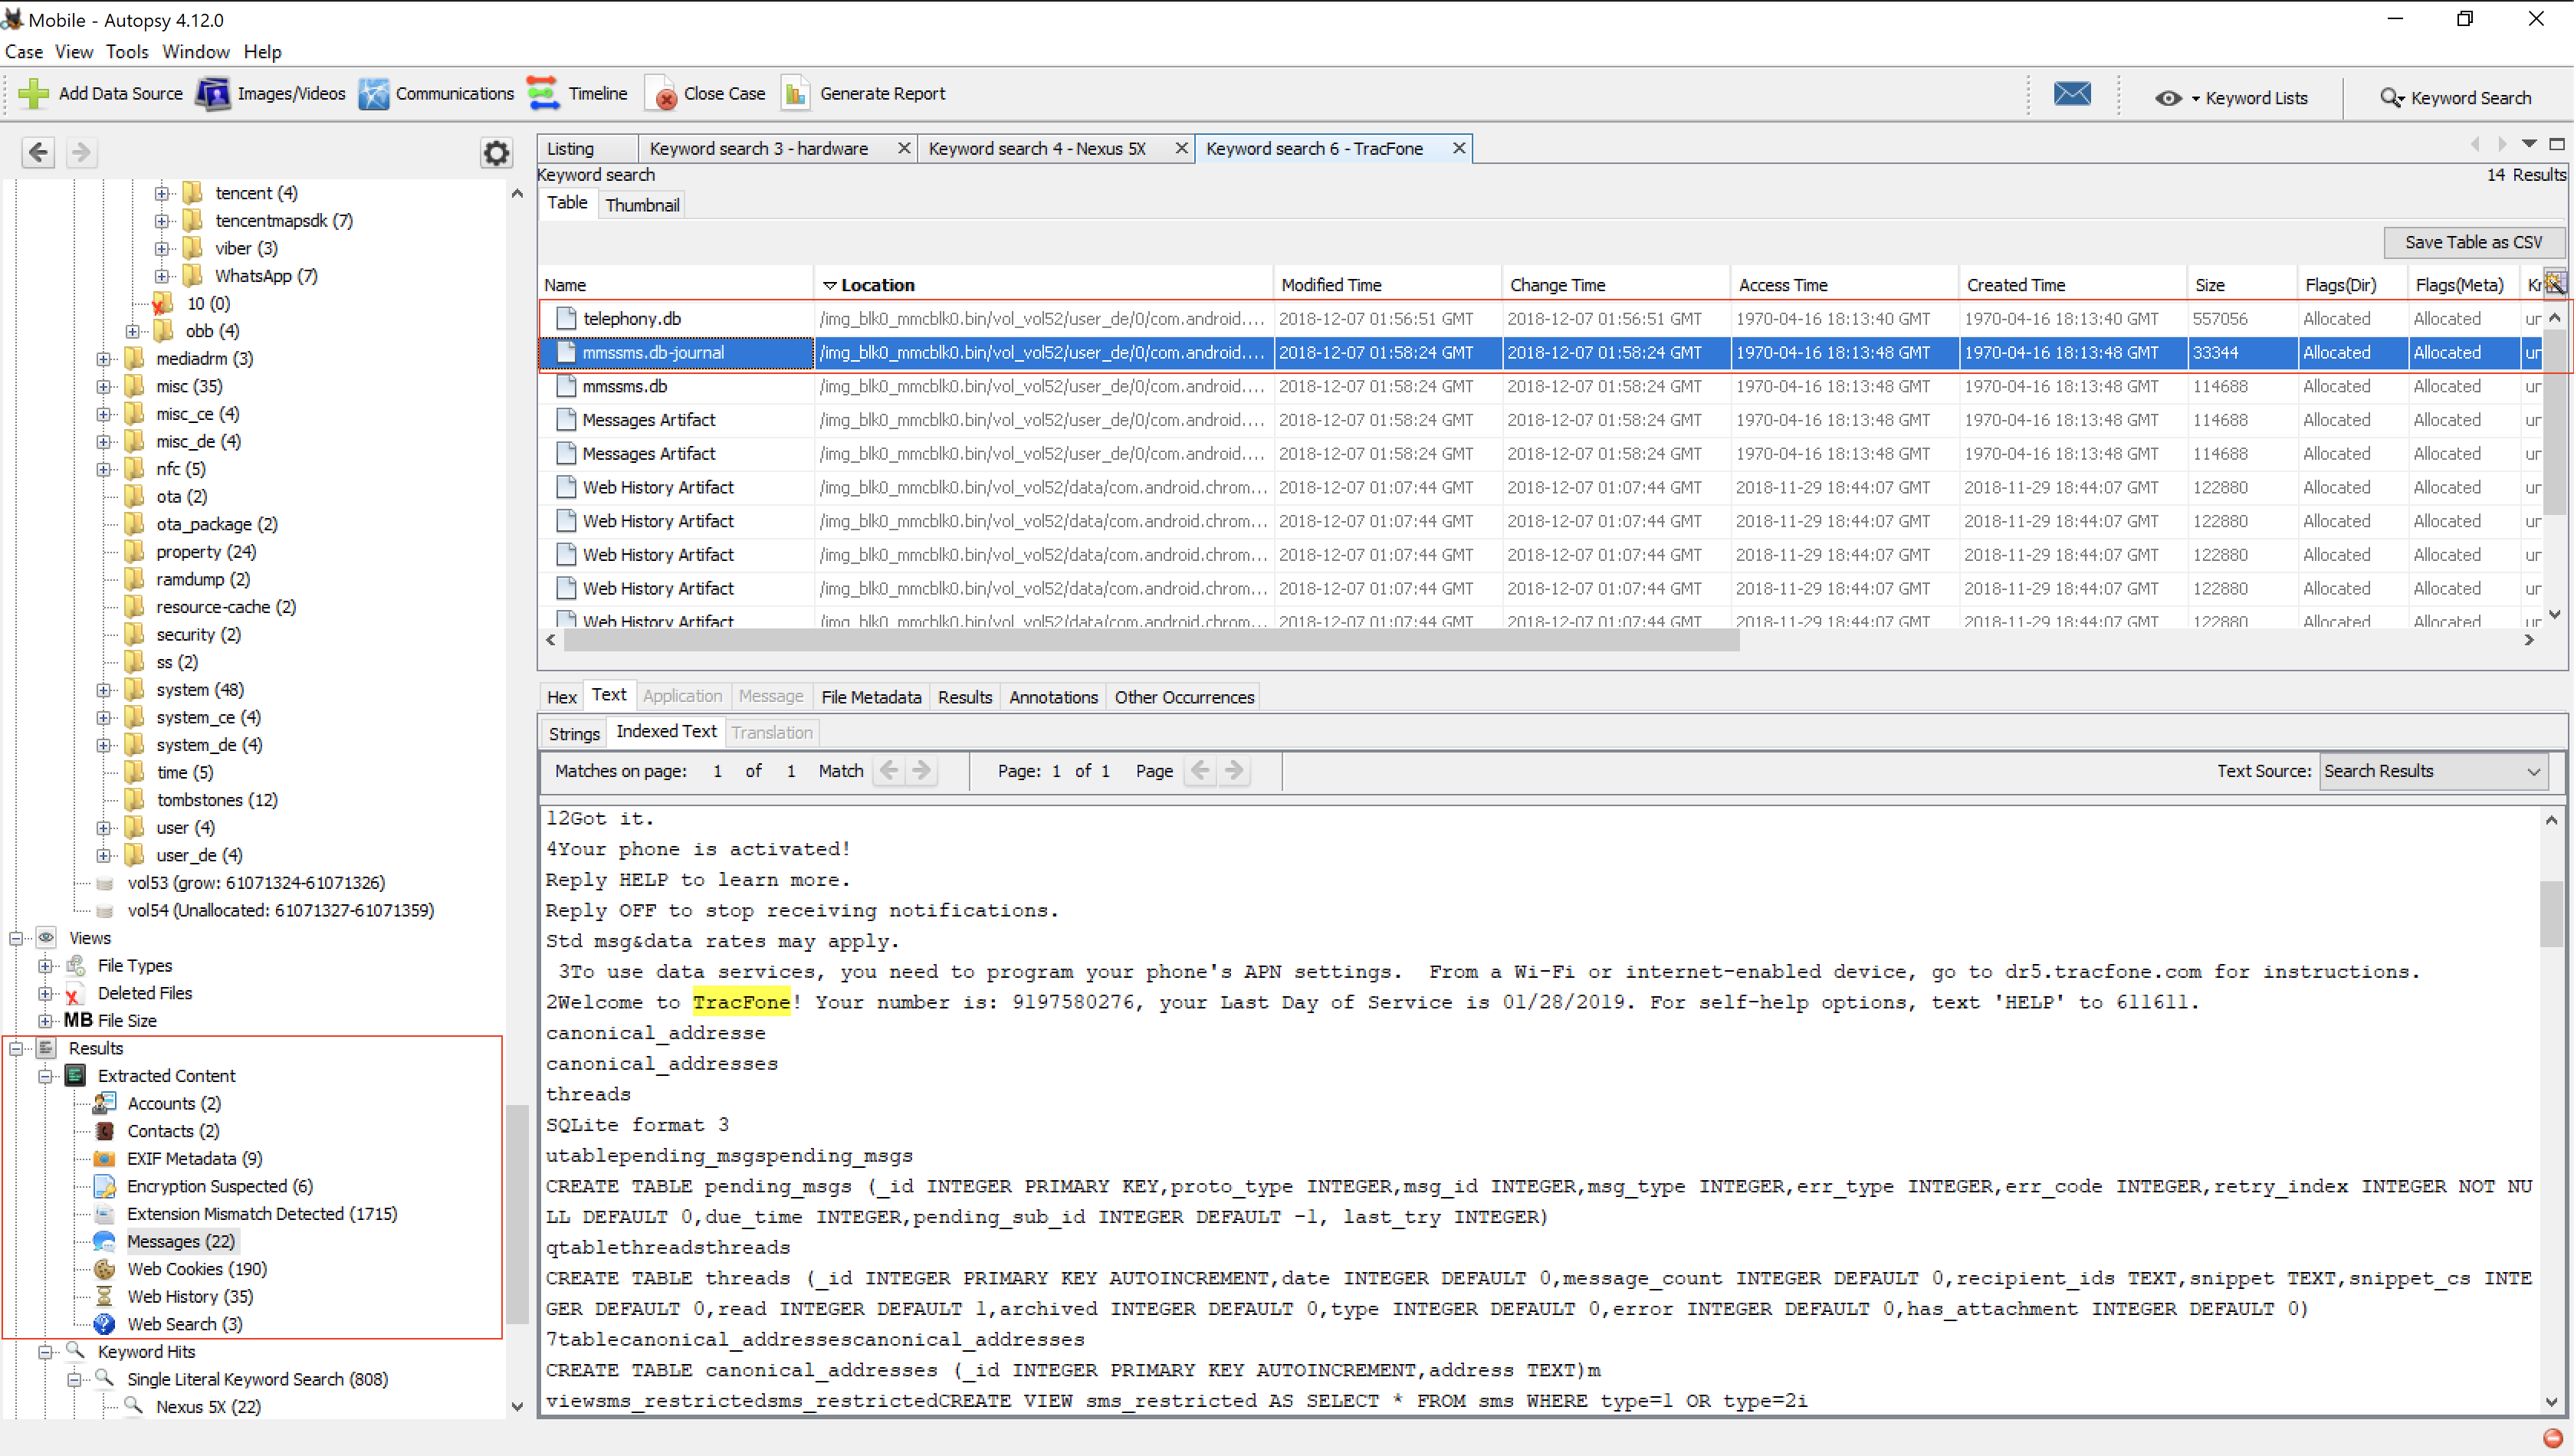 Mobile - Autopsy 4.12.0
Case View Tools Window Help
Add Data Source Images/Videos Communications Timeline Close Case Generate Report Keyword Lists Keyword Search
tencent (4)
tencentmapsdk (7)
viber (3)
WhatsApp (7)
10 (0)
obb (4)
mediadrm (3)
misc (35)
misc_ce (4)
misc_de (4)
nfc (5)
ota (2)
ota_package (2)
property (24)
ramdump (2)
resource-cache (2)
security (2)
ss (2)
system (48)
system_ce (4)
system_de (4)
time (5)
tombstones (12)
user (4)
user_de (4)
vol53 (grow: 61071324-61071326)
vol54 (Unallocated: 61071327-61071359)
Views
File Types
Deleted Files
MB File Size
Results
Extracted Content
Accounts (2)
Contacts (2)
EXIF Metadata (9)
Encryption Suspected (6)
Extension Mismatch Detected (1715)
Messages (22)
Web Cookies (190)
Web History (35)
Web Search (3)
Keyword Hits
Single Literal Keyword Search (808)
Nexus 5X (22)
Listing Keyword search 3 - hardware Keyword search 4 - Nexus 5X Keyword search 6 - TracFone
Keyword search
14 Results
Table Thumbnail
Save Table as CSV
Name Location Modified Time Change Time Access Time Created Time Size Flags(Dir) Flags(Meta) Kr
telephony.db /img_blk0_mmcblk0.bin/vol_vol52/user_de/0/com.android.... 2018-12-07 01:56:51 GMT 2018-12-07 01:56:51 GMT 1970-04-16 18:13:40 GMT 1970-04-16 18:13:40 GMT 557056 Allocated Allocated ur
mmssms.db-journal /img_blk0_mmcblk0.bin/vol_vol52/user_de/0/com.android.... 2018-12-07 01:58:24 GMT 2018-12-07 01:58:24 GMT 1970-04-16 18:13:48 GMT 1970-04-16 18:13:48 GMT 33344 Allocated Allocated ur
mmssms.db /img_blk0_mmcblk0.bin/vol_vol52/user_de/0/com.android.... 2018-12-07 01:58:24 GMT 2018-12-07 01:58:24 GMT 1970-04-16 18:13:48 GMT 1970-04-16 18:13:48 GMT 114688 Allocated Allocated ur
Messages Artifact /img_blk0_mmcblk0.bin/vol_vol52/user_de/0/com.android.... 2018-12-07 01:58:24 GMT 2018-12-07 01:58:24 GMT 1970-04-16 18:13:48 GMT 1970-04-16 18:13:48 GMT 114688 Allocated Allocated ur
Messages Artifact /img_blk0_mmcblk0.bin/vol_vol52/user_de/0/com.android.... 2018-12-07 01:58:24 GMT 2018-12-07 01:58:24 GMT 1970-04-16 18:13:48 GMT 1970-04-16 18:13:48 GMT 114688 Allocated Allocated ur
Web History Artifact /img_blk0_mmcblk0.bin/vol_vol52/data/com.android.chrom... 2018-12-07 01:07:44 GMT 2018-12-07 01:07:44 GMT 2018-11-29 18:44:07 GMT 2018-11-29 18:44:07 GMT 122880 Allocated Allocated ur
Web History Artifact /img_blk0_mmcblk0.bin/vol_vol52/data/com.android.chrom... 2018-12-07 01:07:44 GMT 2018-12-07 01:07:44 GMT 2018-11-29 18:44:07 GMT 2018-11-29 18:44:07 GMT 122880 Allocated Allocated ur
Web History Artifact /img_blk0_mmcblk0.bin/vol_vol52/data/com.android.chrom... 2018-12-07 01:07:44 GMT 2018-12-07 01:07:44 GMT 2018-11-29 18:44:07 GMT 2018-11-29 18:44:07 GMT 122880 Allocated Allocated ur
Web History Artifact /img_blk0_mmcblk0.bin/vol_vol52/data/com.android.chrom... 2018-12-07 01:07:44 GMT 2018-12-07 01:07:44 GMT 2018-11-29 18:44:07 GMT 2018-11-29 18:44:07 GMT 122880 Allocated Allocated ur
Web History Artifact /img_blk0_mmcblk0.bin/vol_vol52/data/com.android.chrom... 2018-12-07 01:07:44 GMT 2018-12-07 01:07:44 GMT 2018-11-29 18:44:07 GMT 2018-11-29 18:44:07 GMT 122880 Allocated Allocated ur
Hex Text Application Message File Metadata Results Annotations Other Occurrences
Strings Indexed Text Translation
Matches on page: 1 of 1 Match Page: 1 of 1 Page Text Source: Search Results
12Got it.
4Your phone is activated!
Reply HELP to learn more.
Reply OFF to stop receiving notifications.
Std msg&data rates may apply.
3To use data services, you need to program your phone's APN settings.  From a Wi-Fi or internet-enabled device, go to dr5.tracfone.com for instructions.
2Welcome to TracFone! Your number is: 9197580276, your Last Day of Service is 01/28/2019. For self-help options, text 'HELP' to 611611.
canonical_addresse
canonical_addresses
threads
SQLite format 3
utablepending_msgspending_msgs
CREATE TABLE pending_msgs (_id INTEGER PRIMARY KEY,proto_type INTEGER,msg_id INTEGER,msg_type INTEGER,err_type INTEGER,err_code INTEGER,retry_index INTEGER NOT NU
LL DEFAULT 0,due_time INTEGER,pending_sub_id INTEGER DEFAULT -1, last_try INTEGER)
qtablethreadsthreads
CREATE TABLE threads (_id INTEGER PRIMARY KEY AUTOINCREMENT,date INTEGER DEFAULT 0,message_count INTEGER DEFAULT 0,recipient_ids TEXT,snippet TEXT,snippet_cs INTE
GER DEFAULT 0,read INTEGER DEFAULT 1,archived INTEGER DEFAULT 0,type INTEGER DEFAULT 0,error INTEGER DEFAULT 0,has_attachment INTEGER DEFAULT 0)
7tablecanonical_addressescanonical_addresses
CREATE TABLE canonical_addresses (_id INTEGER PRIMARY KEY AUTOINCREMENT,address TEXT)m
viewsms_restrictedsms_restrictedCREATE VIEW sms_restricted AS SELECT * FROM sms WHERE type=1 OR type=2i